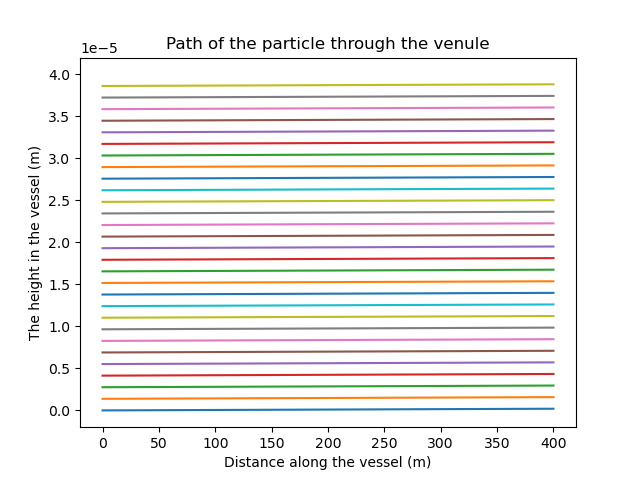 Path of the particle through the venule
1e−5
4.0
3.5
3.0
2.5
2.0
1.5
1.0
0.5
0.0
The height in the vessel (m)
0 50 100 150 200 250 300 350 400
Distance along the vessel (m)